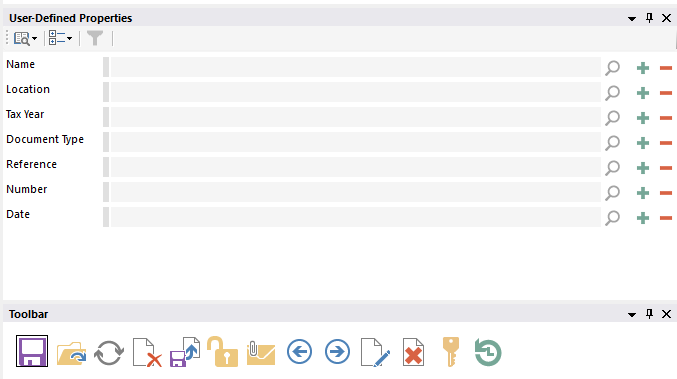 User-Defined Properties
Name
Location
Tax Year
Document Type
Reference
Number
Date
Toolbar